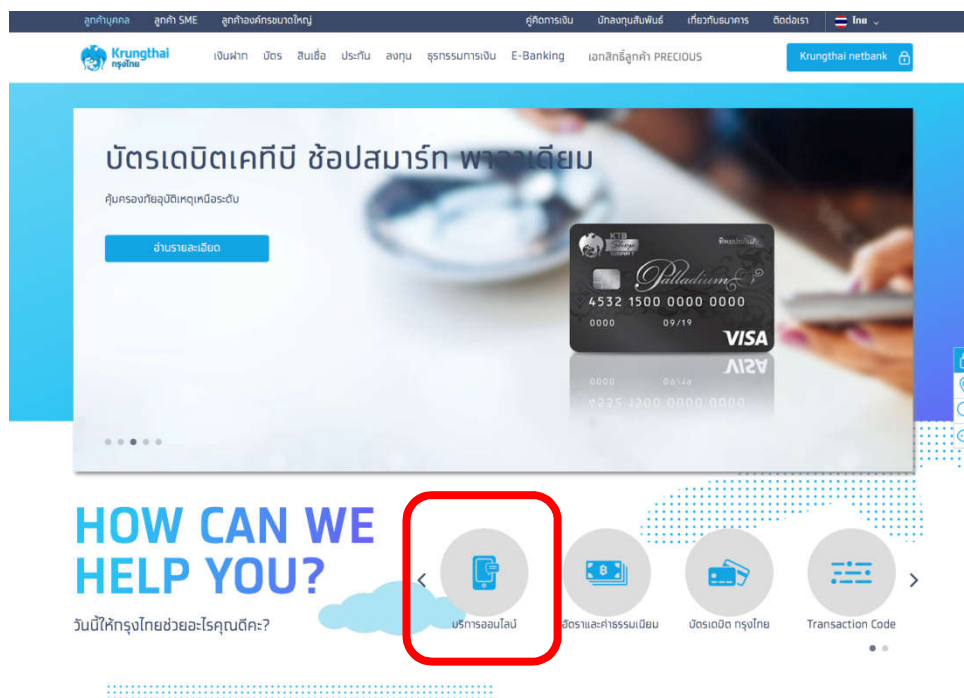 ลูกค้าบุคคล ลูกค้า SME ลูกค้าองค์กรขนาดใหญ่ คู่คิดการเงิน นักลงทุนสัมพันธ์ เกี่ยวกับธนาคาร ติดต่อเรา ไทย
Krungthai
กรุงไทย
เงินฝาก บัตร สินเชื่อ ประกัน ลงทุน ธุรกรรมการเงิน E-Banking เอกสิทธิ์ลูกค้า PRECIOUS
Krungthai netbank
บัตรเดบิตเคทีบี ช้อปสมาร์ท พาลาเดียม
คุ้มครองภัยอุบัติเหตุเหนือระดับ
อ่านรายละเอียด
KTB
Shop
SMART
Palladium
4532 1500 0000 0000
0000 09/19
VISA
HOW CAN WE
HELP YOU?
วันนี้ให้กรุงไทยช่วยอะไรคุณดีคะ?
บริการออนไลน์
อัตราและค่าธรรมเนียม
บัตรเดบิต กรุงไทย
Transaction Code